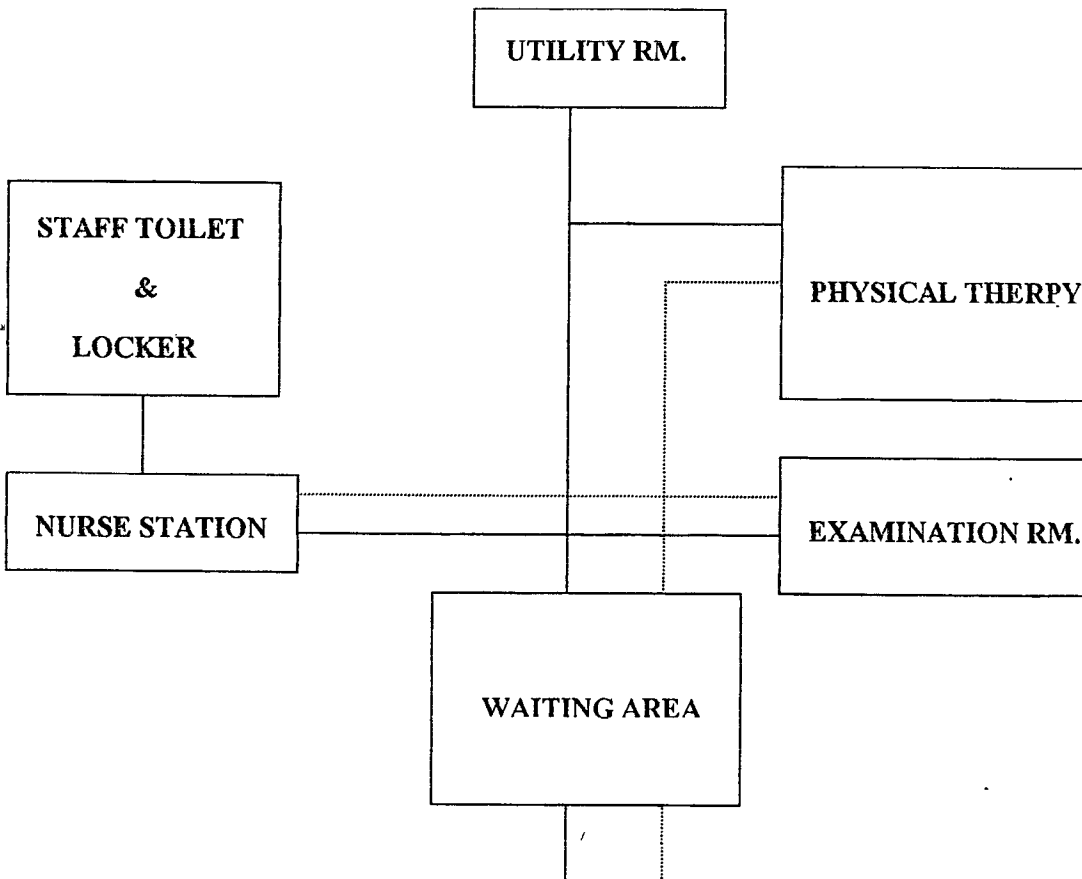 UTILITY RM.
STAFF TOILET
&
LOCKER
PHYSICAL THERPY
NURSE STATION
EXAMINATION RM.
WAITING AREA